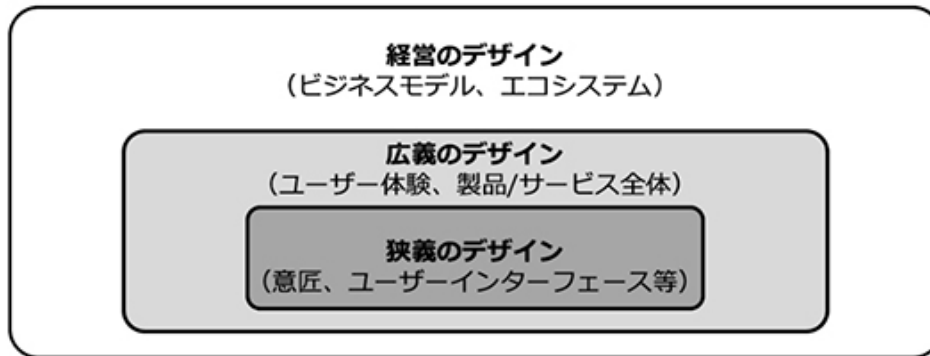 経営のデザイン
（ビジネスモデル、エコシステム）
広義のデザイン
（ユーザー体験、製品/サービス全体）
狭義のデザイン
（意匠、ユーザーインターフェース等）